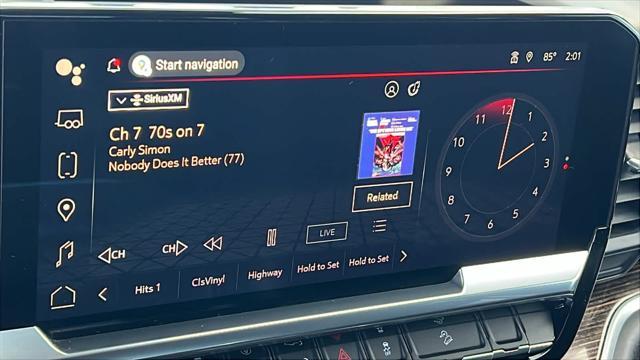 Start navigation
85° 2:01
SiriusXM
Ch 7 70s on 7
Carly Simon
Nobody Does It Better (77)
Related
12
1
2
3
4
5
6
7
8
9
10
11
CH
CH
LIVE
Hits 1
ClsVinyl
Highway
Hold to Set
Hold to Set